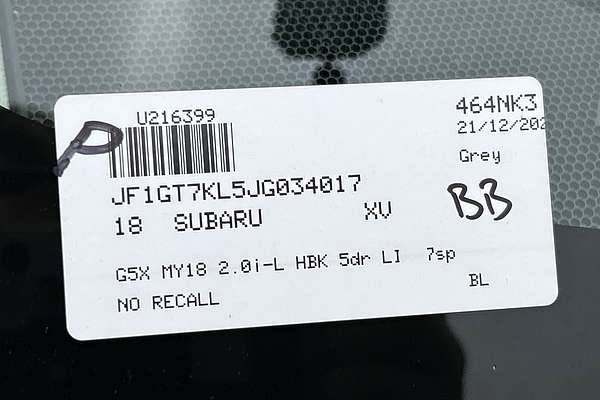 U216399
464NK3
21/12/202
Grey
P
JF1GT7KL5JG034017
18 SUBARU XV
BB
G5X MY18 2.0i-L HBK 5dr LI 7sp
BL
NO RECALL